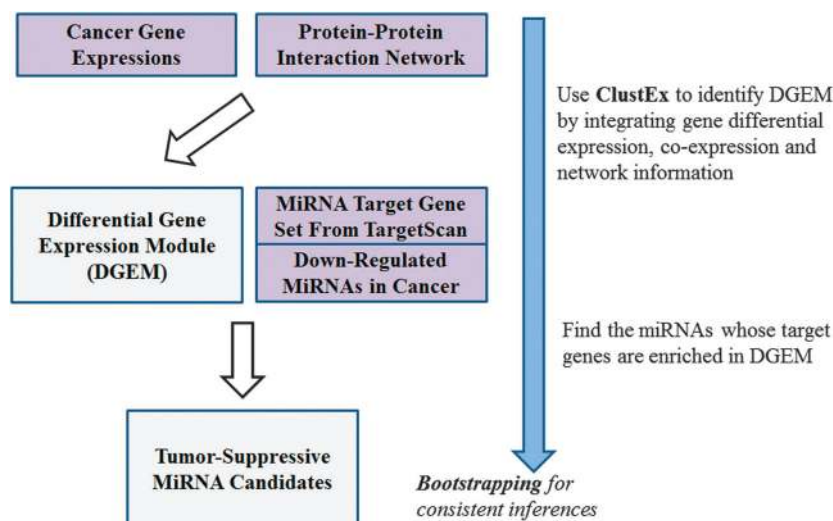 Cancer Gene
Expressions
Protein-Protein
Interaction Network
Use ClustEx to identify DGEM
by integrating gene differential
expression, co-expression and
network information
Differential Gene
Expression Module
(DGEM)
MiRNA Target Gene
Set From TargetScan
Down-Regulated
MiRNAs in Cancer
Find the miRNAs whose target
genes are enriched in DGEM
Tumor-Suppressive
MiRNA Candidates
Bootstrapping for
consistent inferences